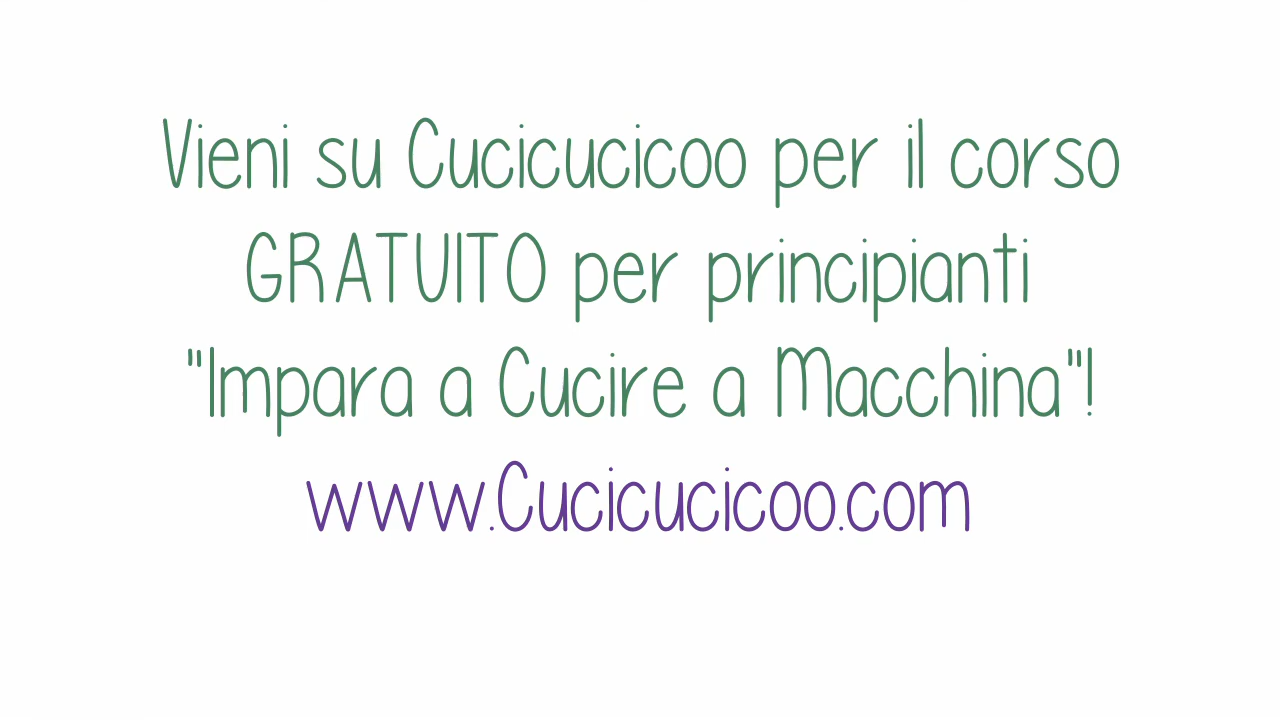 Vieni su Cucicucicoo per il corso
GRATUITO per principianti
"Impara a Cucire a Macchina"!
www.Cucicucicoo.com